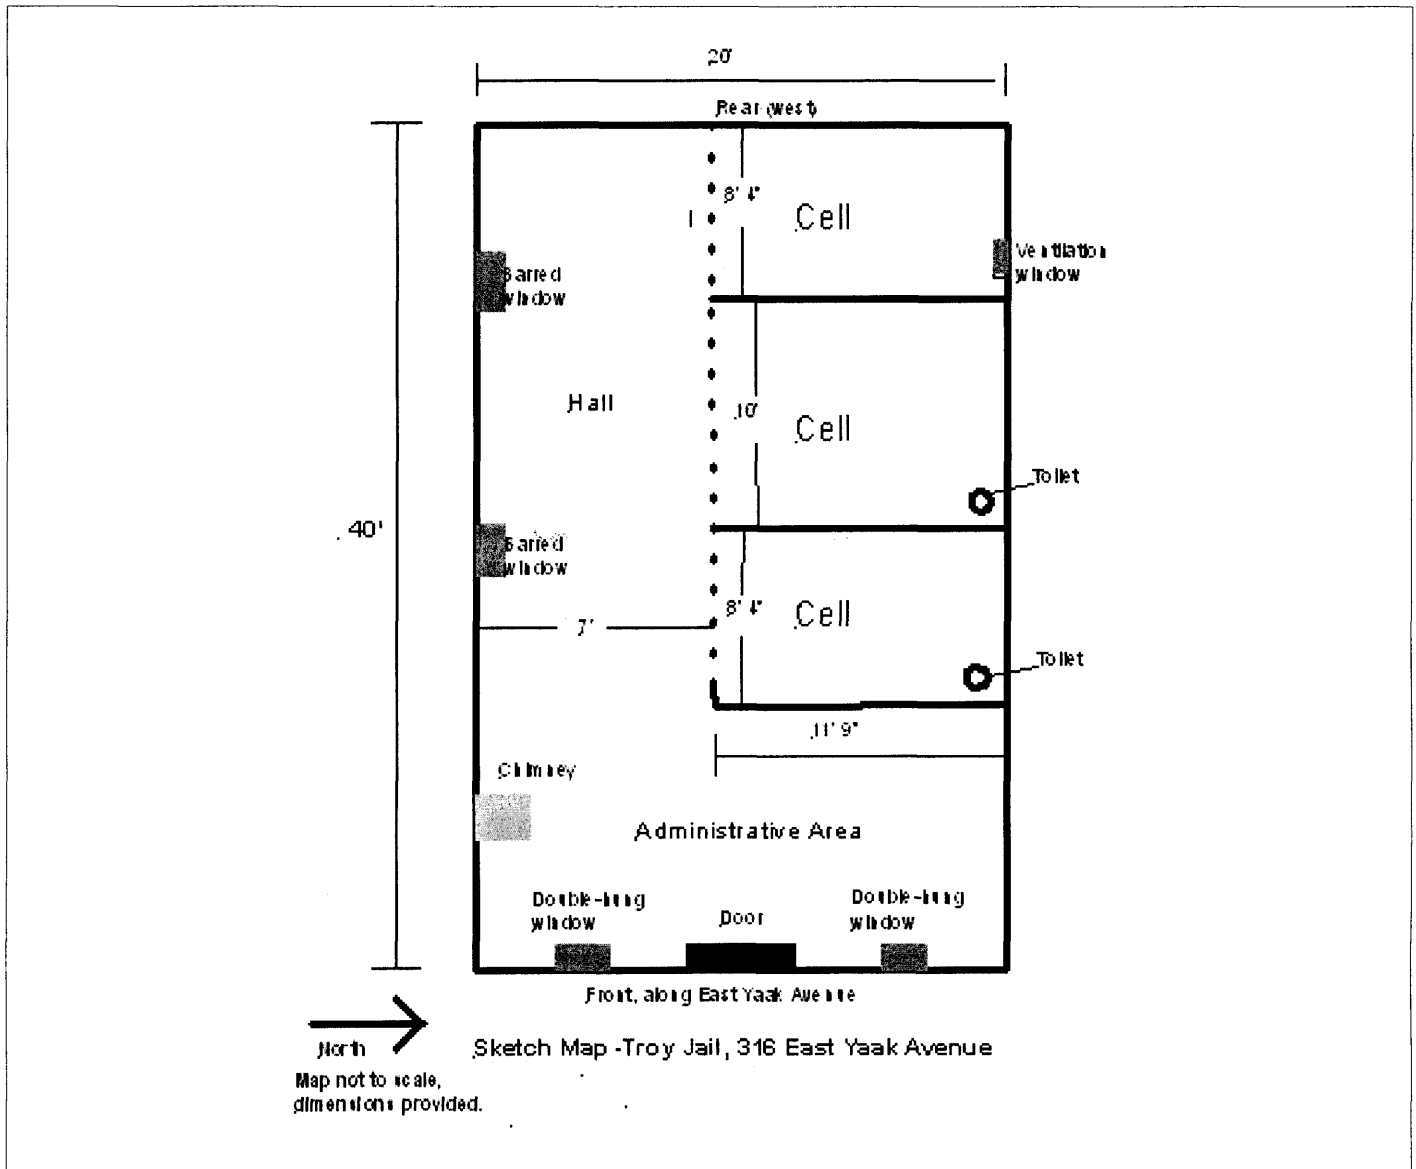 20'
Rear (west)
8' 4"
Cell
Ventilation
window
Barred
window
Hall
10'
Cell
Toilet
40'
Barred
window
8' 4"
Cell
7'
Toilet
11' 9"
Chimney
Administrative Area
Double-hung
window
Door
Double-hung
window
Front, along East Yaak Avenue
North
Sketch Map -Troy Jail, 316 East Yaak Avenue
Map not to scale,
dimensions provided.